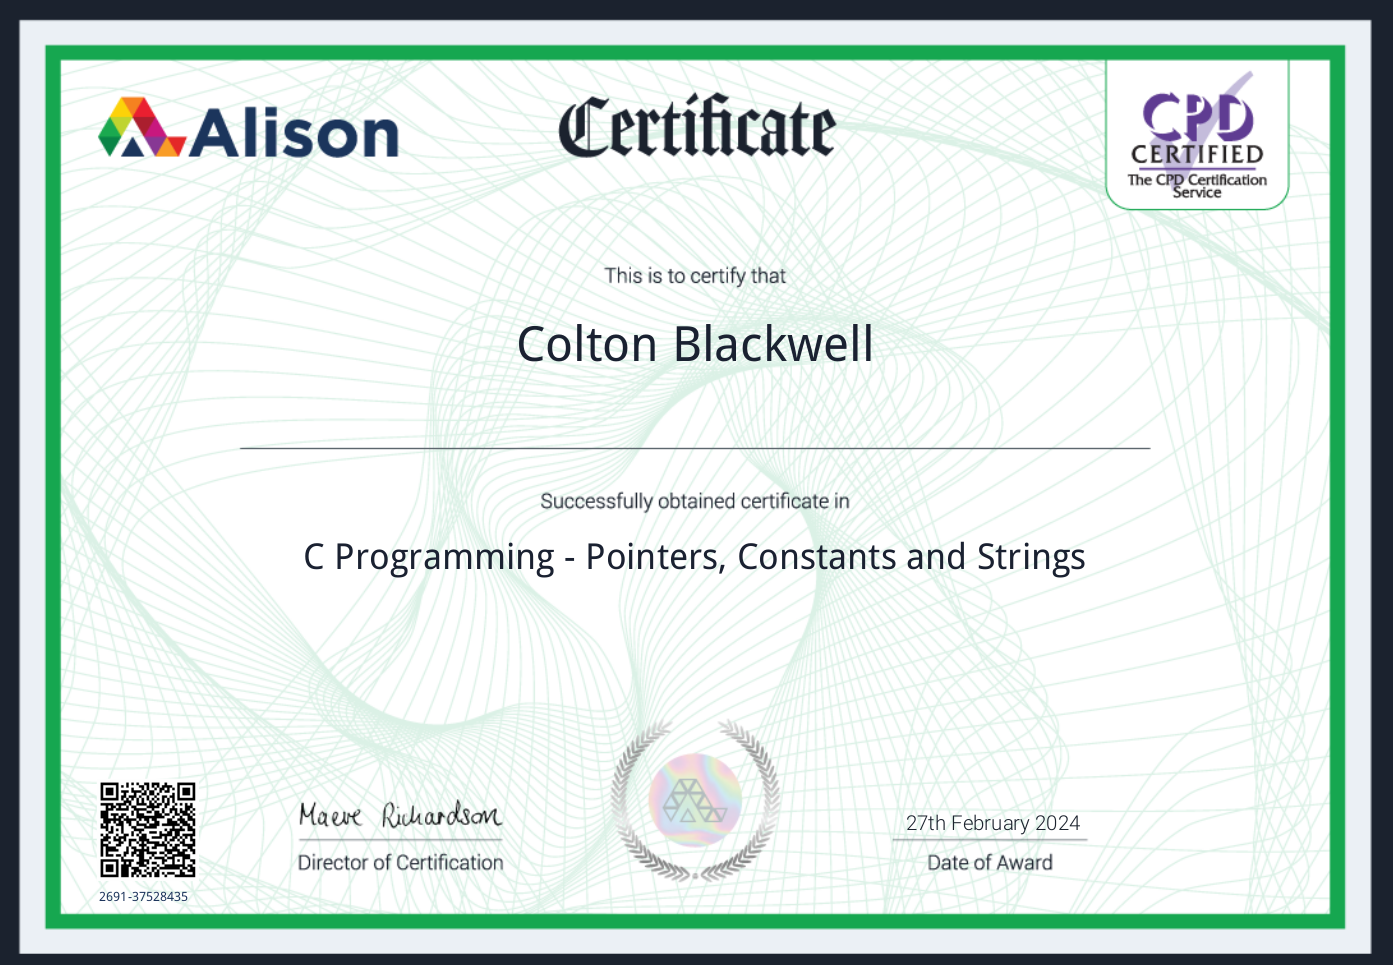 Alison
Certificate
CPD
CERTIFIED
The CPD Certification
Service
This is to certify that
Colton Blackwell
Successfully obtained certificate in
C Programming - Pointers, Constants and Strings
Maeve Richardson
Director of Certification
27th February 2024
Date of Award
2691-37528435